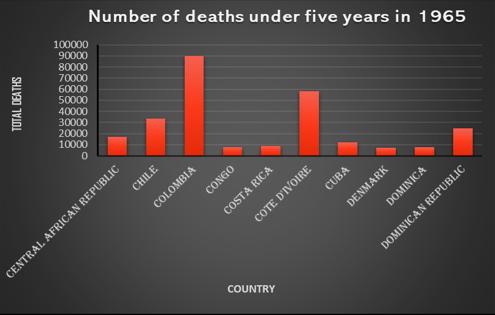 Number of deaths under five years in 1965
TOTAL DEATHS
100000
90000
80000
70000
60000
50000
40000
30000
20000
10000
0
CENTRAL AFRICAN REPUBLIC
CHILE
COLOMBIA
CONGO
COSTA RICA
COTE D'IVOIRE
CUBA
DENMARK
DOMINICA
DOMINICAN REPUBLIC
COUNTRY